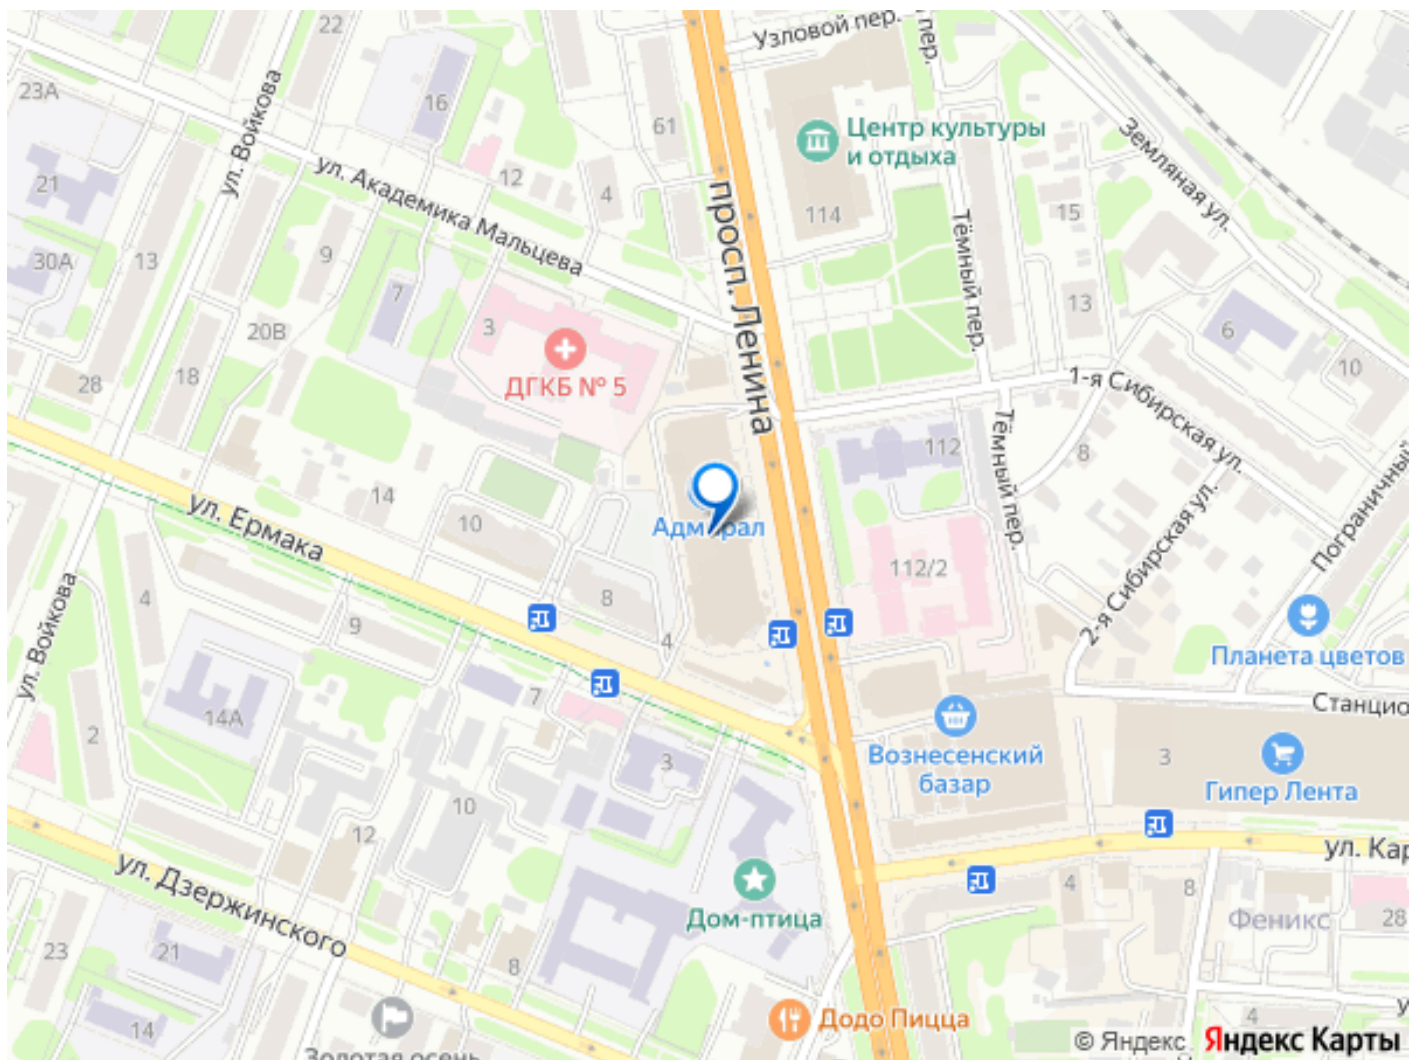 22
Узловой пер.
пер.
23А
ул. Войкова
16
61
Центр культуры
и отдыха
Земляная ул.
21
ул. Академика Мальцева
12
4
просп. Ленина
114
Тёмный пер.
15
30А
13
9
7
3
20В
13
6
10
28
18
ДГКБ № 5
1-я Сибирская ул.
112
Тёмный пер.
8
ул. Ермака
14
10
Адмирал
112/2
2-я Сибирская ул.
Пограничный
ул. Войкова
4
9
8
4
Планета цветов
14А
7
Станцио
2
3
Вознесенский
базар
3
Гипер Лента
10
12
ул. Кар
ул. Дзержинского
Дом-птица
4
8
Феникс
28
23
21
8
14
Додо Пицца
Золотая осень
© Яндекс Яндекс Карты